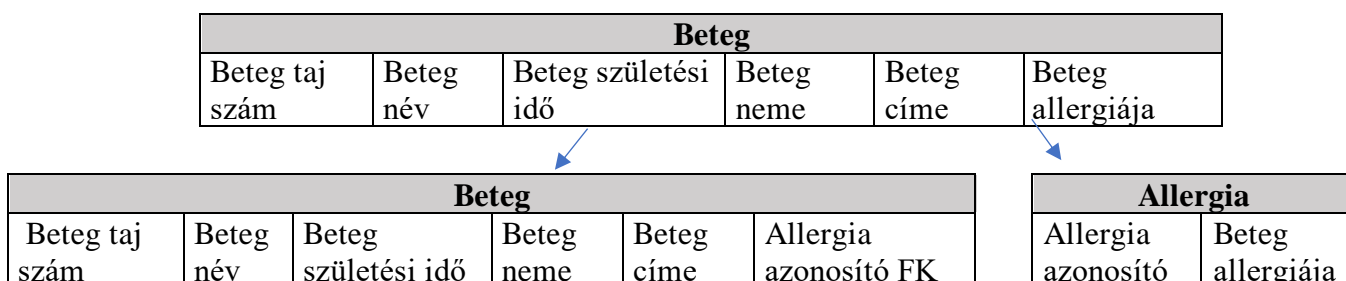 Beteg
Beteg taj Beteg Beteg születési Beteg Beteg Beteg
szám név idő neme címe allergiája
Beteg Allergia
Beteg taj Beteg Beteg Beteg Beteg Allergia Allergia Beteg
szám név születési idő neme címe azonosító FK azonosító allergiája